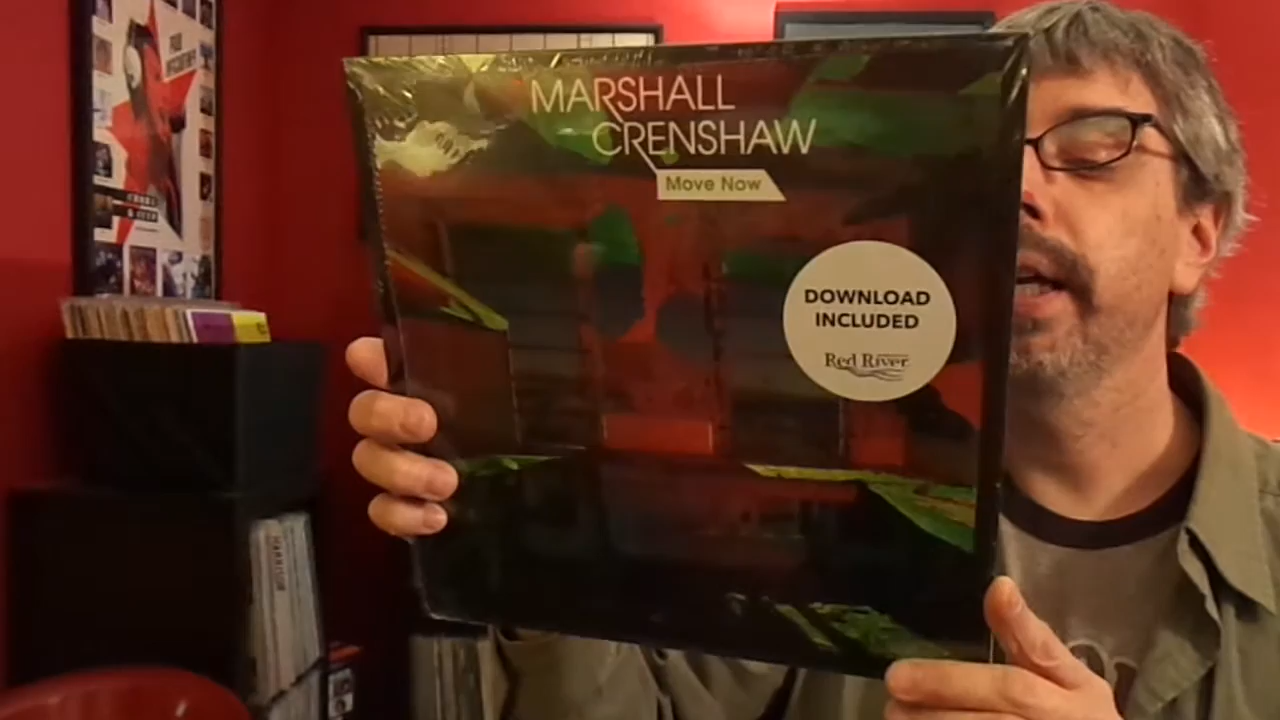 MARSHALL
CRENSHAW
Move Now
DOWNLOAD
INCLUDED
Red River